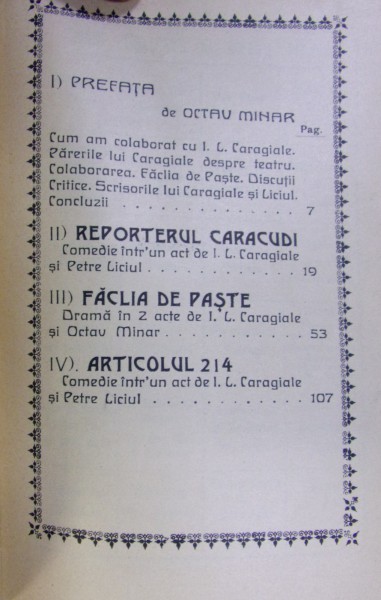 I) PREFAȚA
de OCTAV MINAR
Pag.
Cum am colaborat cu I. L. Caragiale.
Părerile lui Caragiale despre teatru.
Colaborarea. Făclia de Paște. Discuții
Critice. Scrisorile lui Caragiale și Liciul.
Concluzii . . . . . . . . . . . . . 7
II) REPORTERUL CARACUDI
Comedie într'un act de I. L. Caragiale
și Petre Liciul . . . . . . . . . . . . 19
III) FĂCLIA DE PAȘTE
Dramă în 2 acte de I. L. Caragiale
și Octav Minar . . . . . . . . . . . 53
IV). ARTICOLUL 214
Comedie într'un act de I. L. Caragiale
și Petre Liciul . . . . . . . . . . . 107